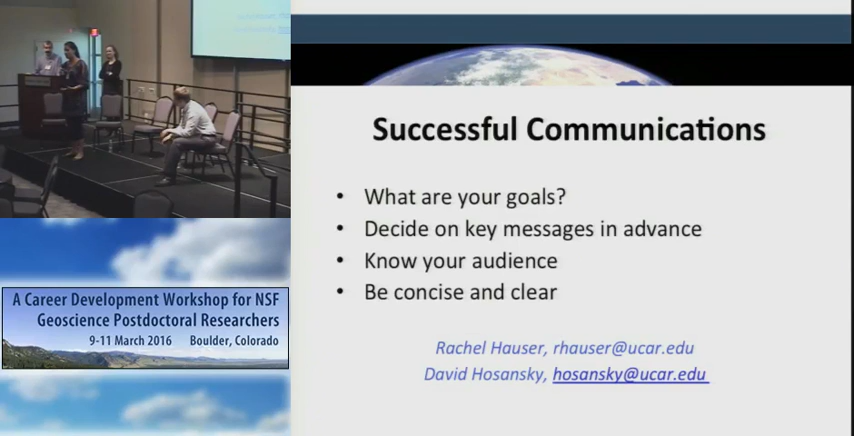 Successful Communications
• What are your goals?
• Decide on key messages in advance
• Know your audience
• Be concise and clear
Rachel Hauser, rhauser@ucar.edu
David Hosansky, hosansky@ucar.edu
A Career Development Workshop for NSF
Geoscience Postdoctoral Researchers
9-11 March 2016 Boulder, Colorado